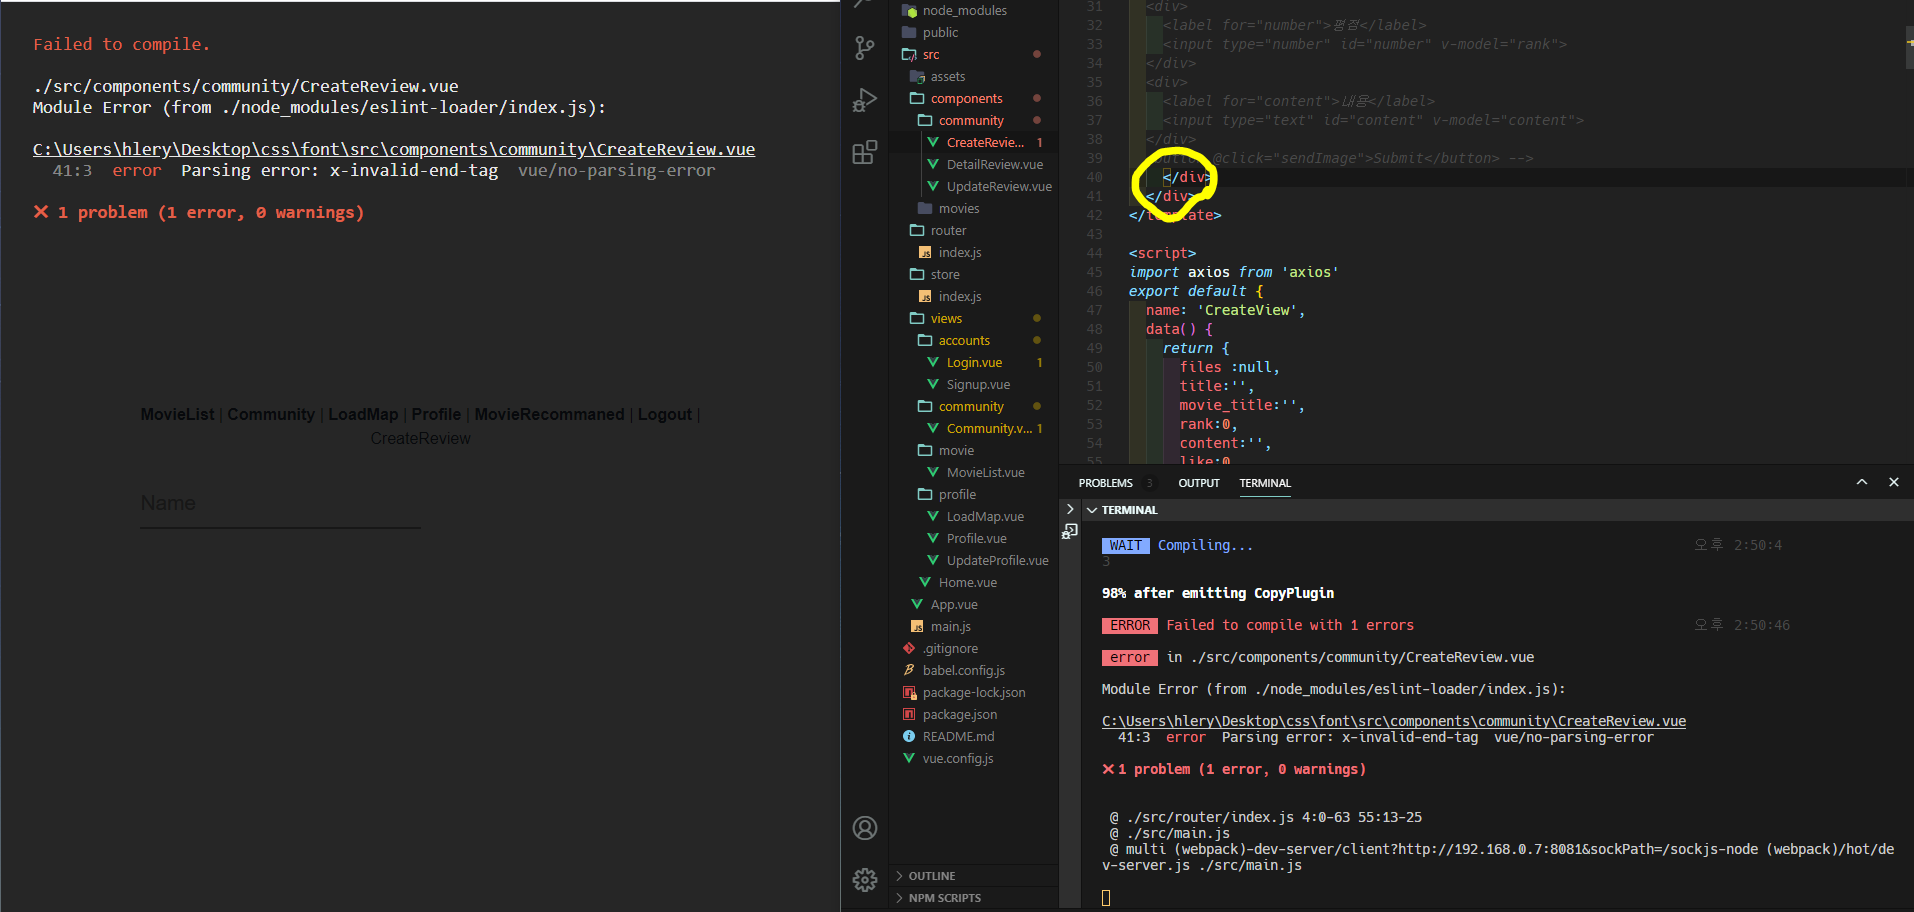 Failed to compile.
./src/components/community/CreateReview.vue
Module Error (from ./node_modules/eslint-loader/index.js):
C:\Users\hlery\Desktop\css\font\src\components\community\CreateReview.vue
41:3 error Parsing error: x-invalid-end-tag vue/no-parsing-error
✕ 1 problem (1 error, 0 warnings)
MovieList | Community | LoadMap | Profile | MovieRecommaned | Logout |
CreateReview
Name
node_modules
public
src
assets
components
community
CreateRevie... 1
DetailReview.vue
UpdateReview.vue
movies
router
index.js
store
index.js
views
accounts
Login.vue 1
Signup.vue
community
Community.v... 1
movie
MovieList.vue
profile
LoadMap.vue
Profile.vue
UpdateProfile.vue
Home.vue
App.vue
main.js
.gitignore
babel.config.js
package-lock.json
package.json
README.md
vue.config.js
OUTLINE
NPM SCRIPTS
31 <div>
32 <label for="number">평점</label>
33 <input type="number" id="number" v-model="rank">
34 </div>
35 <div>
36 <label for="content">내용</label>
37 <input type="text" id="content" v-model="content">
38 </div>
39 @click="sendImage">Submit</button> -->
40 </div>
41 </div>
42 </template>
43
44 <script>
45 import axios from 'axios'
46 export default {
47 name: 'CreateView',
48 data() {
49 return {
50 files :null,
51 title:'',
52 movie_title:'',
53 rank:0,
54 content:'',
55 like:0
PROBLEMS 3 OUTPUT TERMINAL
TERMINAL
WAIT Compiling... 오후 2:50:4
3
98% after emitting CopyPlugin
ERROR Failed to compile with 1 errors 오후 2:50:46
error in ./src/components/community/CreateReview.vue
Module Error (from ./node_modules/eslint-loader/index.js):
C:\Users\hlery\Desktop\css\font\src\components\community\CreateReview.vue
41:3 error Parsing error: x-invalid-end-tag vue/no-parsing-error
✕ 1 problem (1 error, 0 warnings)
@ ./src/router/index.js 4:0-63 55:13-25
@ ./src/main.js
@ multi (webpack)-dev-server/client?http://192.168.0.7:8081&sockPath=/sockjs-node (webpack)/hot/de
v-server.js ./src/main.js